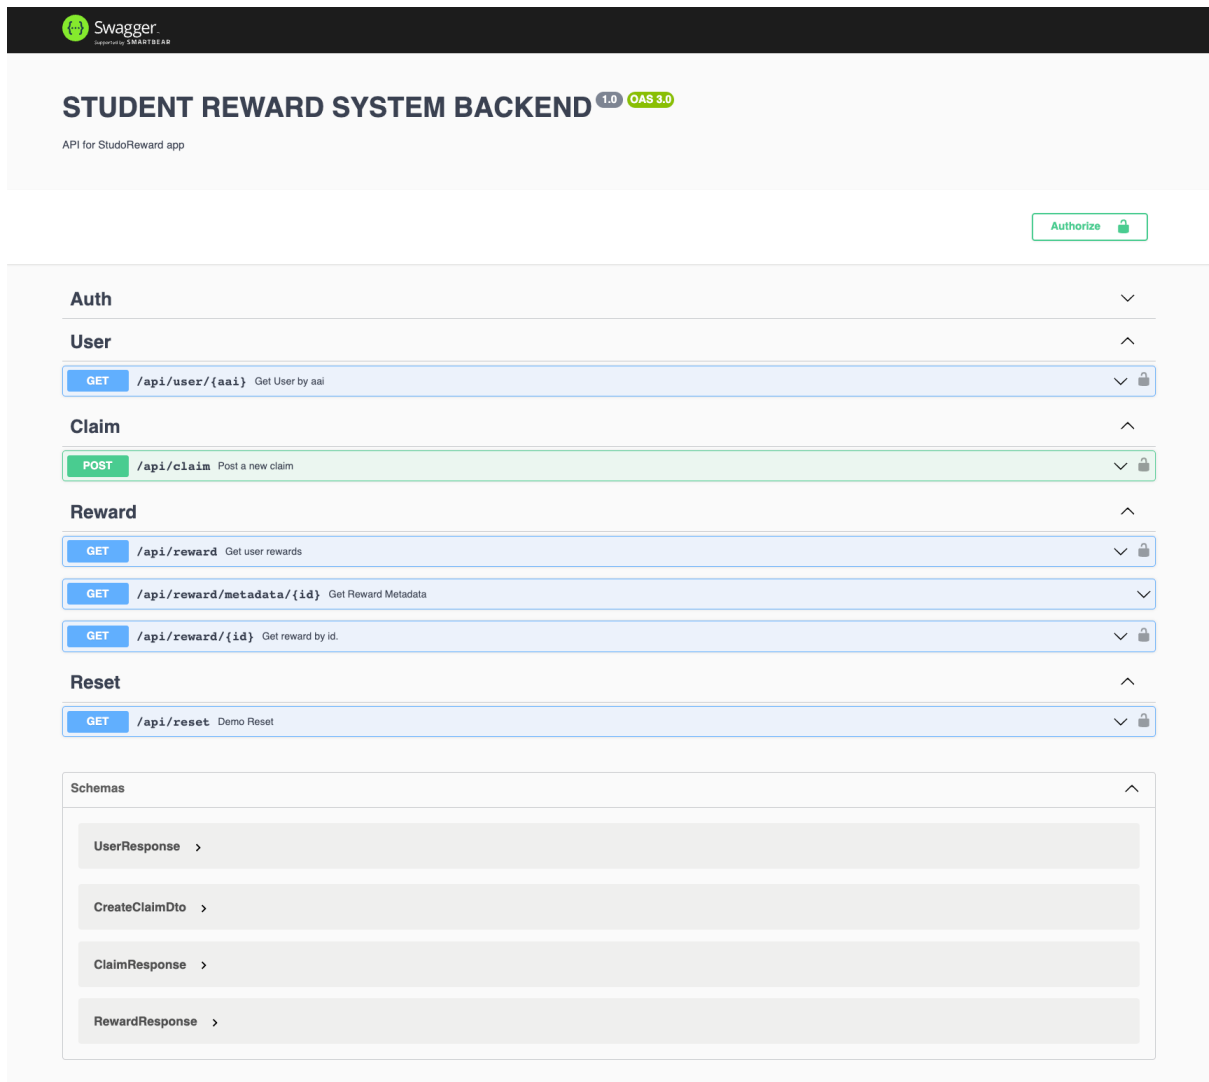 Swagger.
Supported by SMARTBEAR
STUDENT REWARD SYSTEM BACKEND 1.0 OAS 3.0
API for StudoReward app
Authorize
Auth
User
GET /api/user/{aai} Get User by aai
Claim
POST /api/claim Post a new claim
Reward
GET /api/reward Get user rewards
GET /api/reward/metadata/{id} Get Reward Metadata
GET /api/reward/{id} Get reward by id.
Reset
GET /api/reset Demo Reset
Schemas
UserResponse
CreateClaimDto
ClaimResponse
RewardResponse